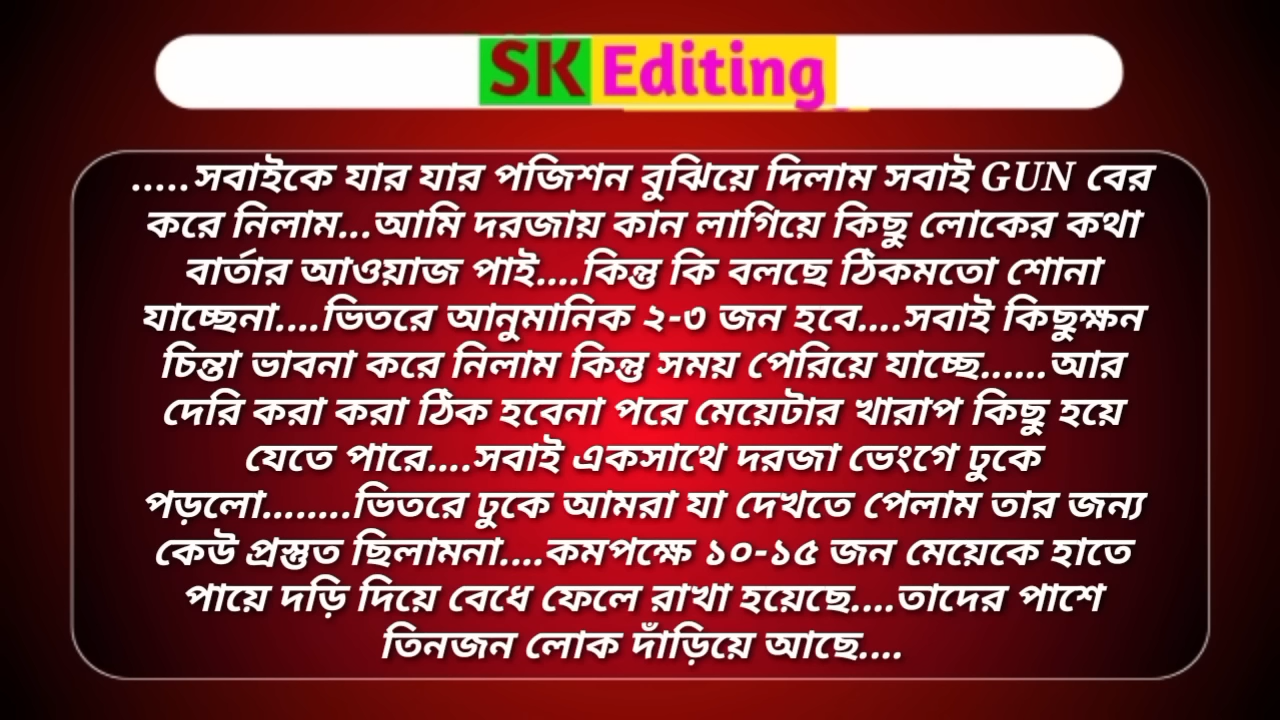 SK Editing
.....সবাইকে যার যার পজিশন বুঝিয়ে দিলাম সবাই GUN বের
করে নিলাম...আমি দরজায় কান লাগিয়ে কিছু লোকের কথা
বার্তার আওয়াজ পাই....কিন্তু কি বলছে ঠিকমতো শোনা
যাচ্ছেনা....ভিতরে আনুমানিক ২-৩ জন হবে....সবাই কিছুক্ষন
চিন্তা ভাবনা করে নিলাম কিন্তু সময় পেরিয়ে যাচ্ছে......আর
দেরি করা করা ঠিক হবেনা পরে মেয়েটার খারাপ কিছু হয়ে
যেতে পারে....সবাই একসাথে দরজা ভেংগে ঢুকে
পড়লো........ভিতরে ঢুকে আমরা যা দেখতে পেলাম তার জন্য
কেউ প্রস্তুত ছিলামনা....কমপক্ষে ১০-১৫ জন মেয়েকে হাতে
পায়ে দড়ি দিয়ে বেধে ফেলে রাখা হয়েছে....তাদের পাশে
তিনজন লোক দাঁড়িয়ে আছে....